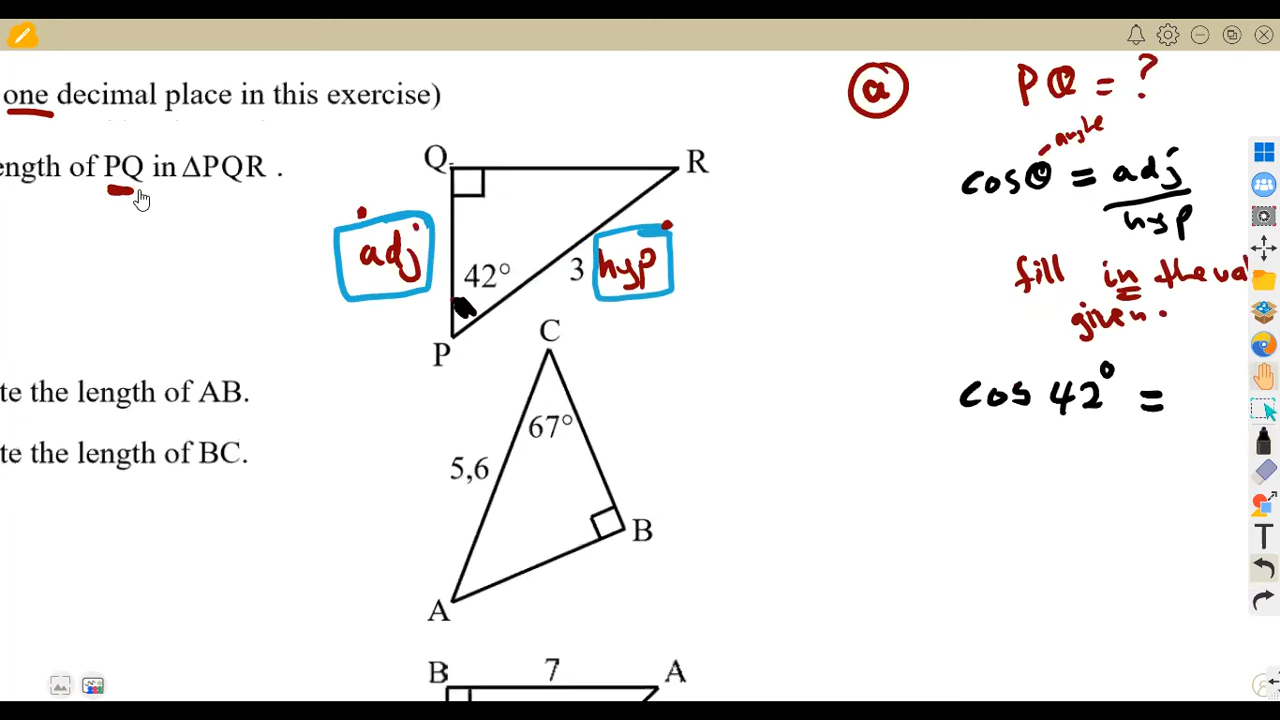 one decimal place in this exercise)
ength of PQ in ΔPQR .
Q
R
adj
42°
3
hyp
P
C
te the length of AB.
67°
te the length of BC.
5,6
B
A
B
7
A
a
PQ = ?
angle
cosθ = adj
hyp
fill in the val
given.
cos 42° =
T